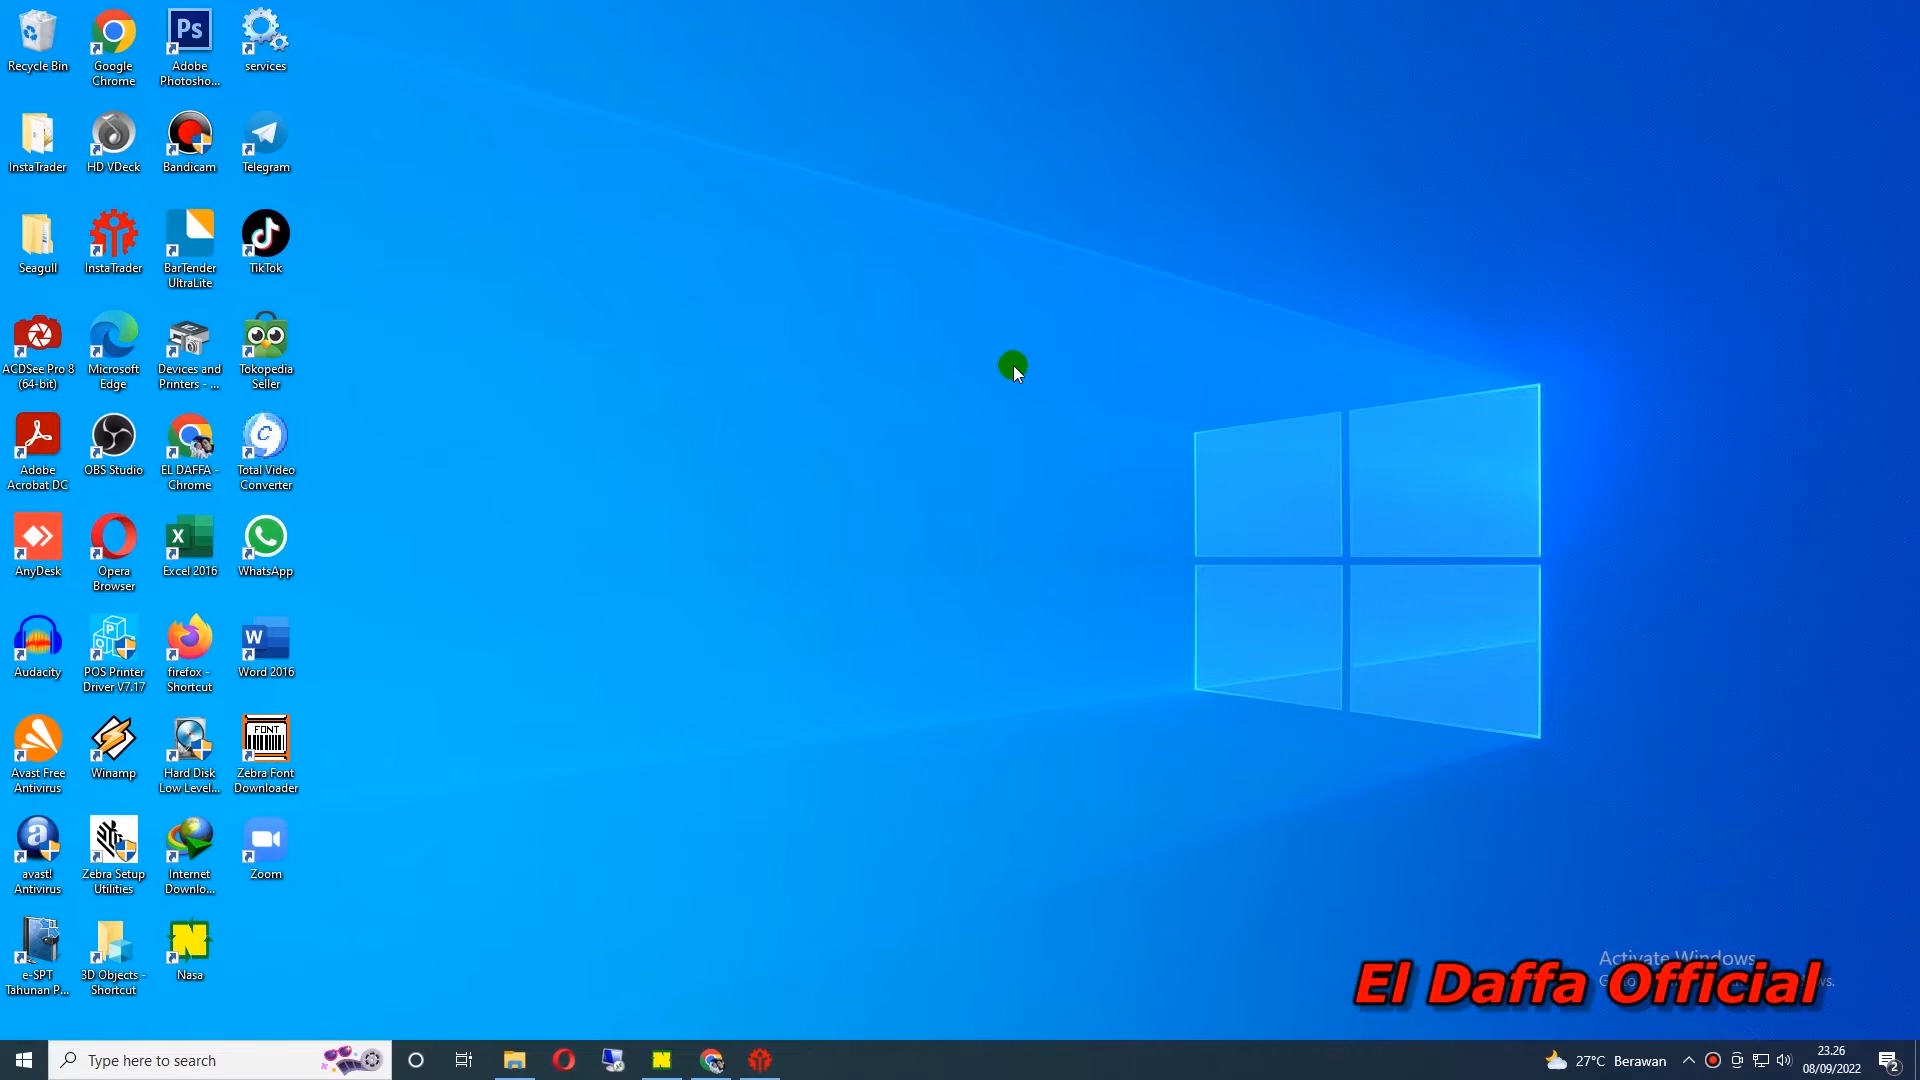 Recycle Bin
Google
Chrome
Adobe
Photosho...
services
InstaTrader
HD VDeck
Bandicam
Telegram
Seagull
InstaTrader
BarTender
UltraLite
TikTok
ACDSee Pro 8
(64-bit)
Microsoft
Edge
Devices and
Printers - ...
Tokopedia
Seller
Adobe
Acrobat DC
OBS Studio
EL DAFFA -
Chrome
Total Video
Converter
AnyDesk
Opera
Browser
Excel 2016
WhatsApp
Audacity
POS Printer
Driver V7.17
firefox -
Shortcut
Word 2016
Avast Free
Antivirus
Winamp
Hard Disk
Low Level...
FONT
Zebra Font
Downloader
avast!
Antivirus
Zebra Setup
Utilities
Internet
Downlo...
Zoom
e-SPT
Tahunan P...
3D Objects -
Shortcut
Nasa
Activate Windows
El Daffa Official
Type here to search
27°C Berawan
23.26
08/09/2022
2